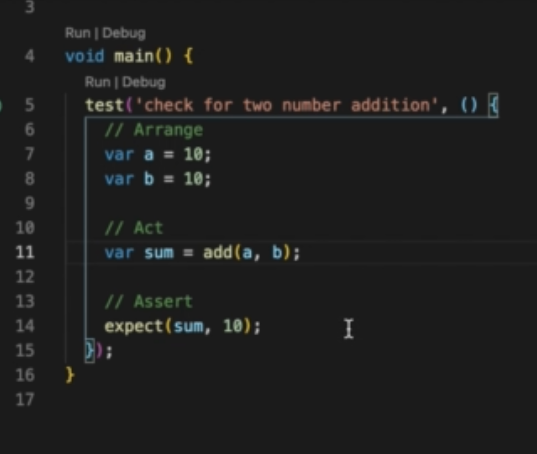 3
Run | Debug
4 void main() {
Run | Debug
5 test('check for two number addition', () {
6 // Arrange
7 var a = 10;
8 var b = 10;
9
10 // Act
11 var sum = add(a, b);
12
13 // Assert
14 expect(sum, 10);
15 });
16 }
17